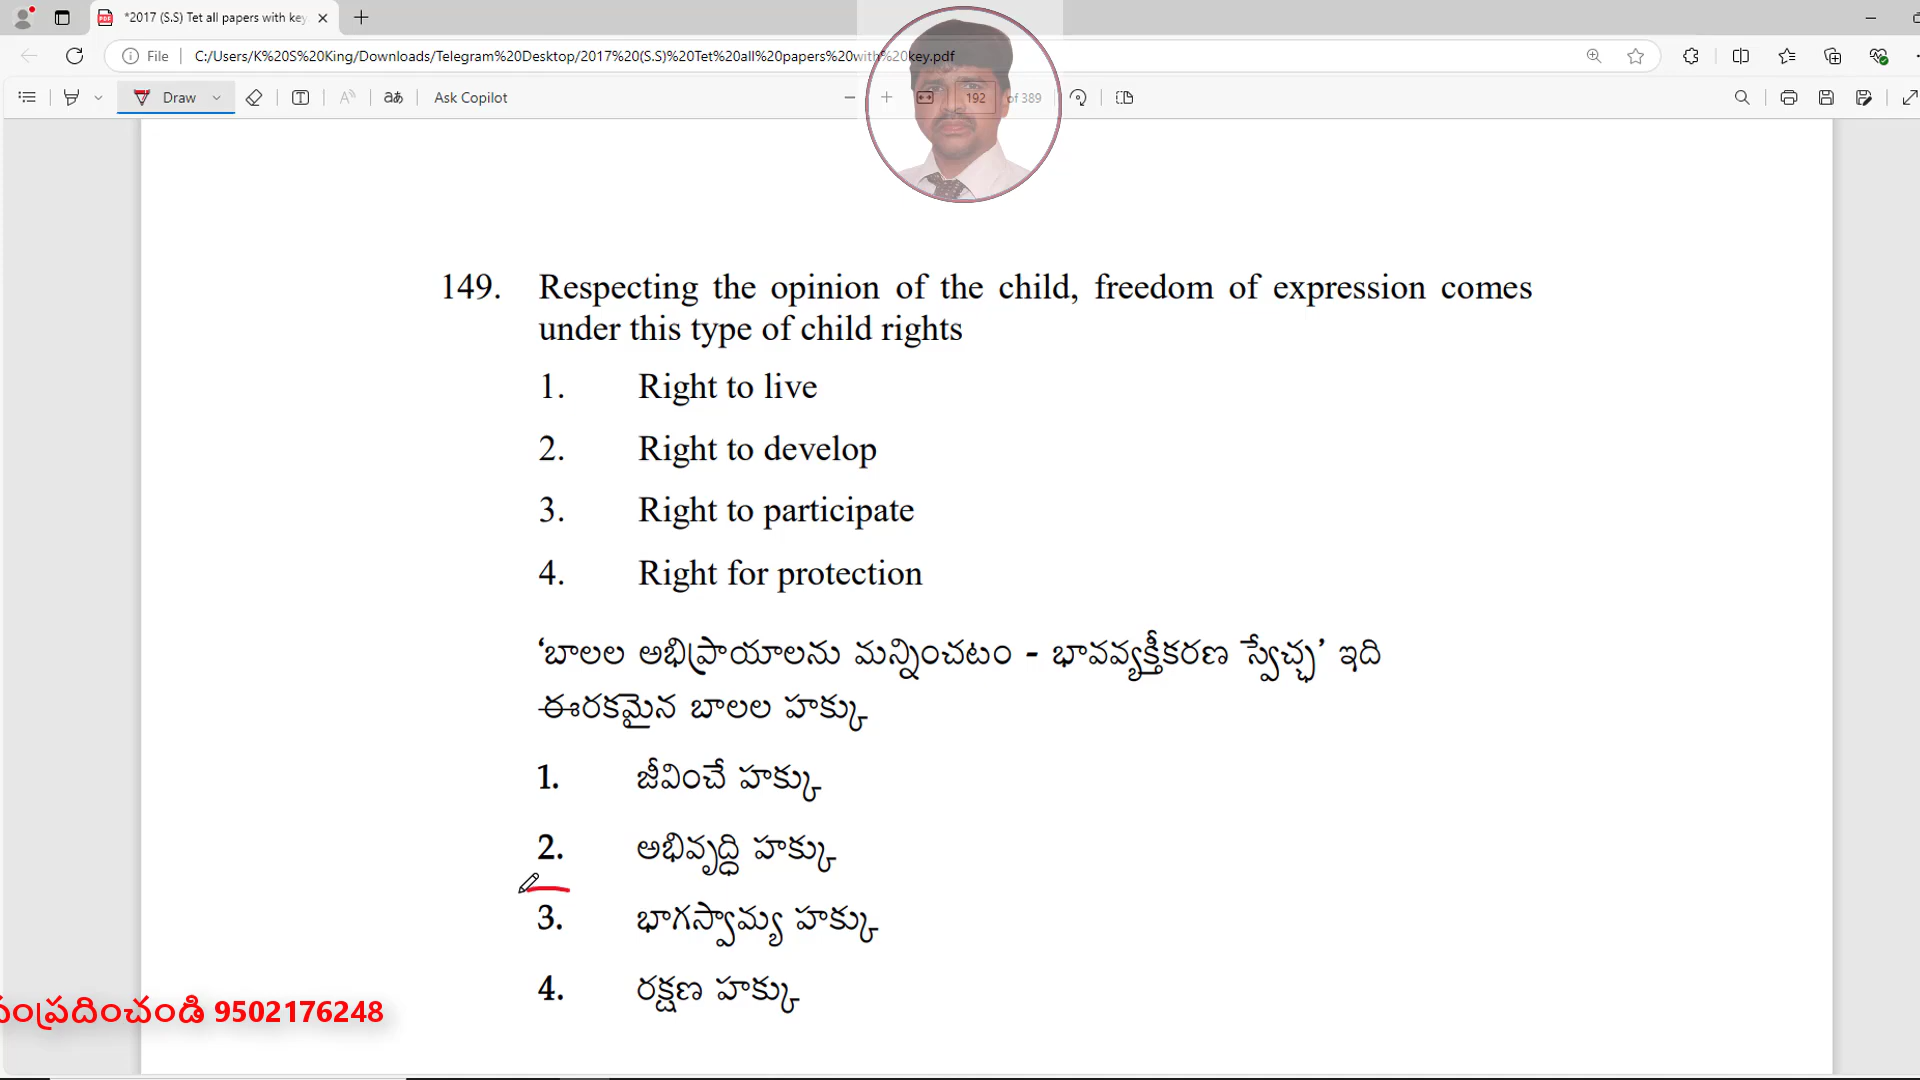 *2017 (S.S) Tet all papers with key
File
C:/Users/K%20S%20King/Downloads/Telegram%20Desktop/2017%20(S.S)%20Tet%20all%20papers%20with%20key.pdf
Draw
Ask Copilot
192 of 389
149. Respecting the opinion of the child, freedom of expression comes
under this type of child rights
1. Right to live
2. Right to develop
3. Right to participate
4. Right for protection
‘బాలల అభిప్రాయాలను మన్నించటం - భావవ్యక్తీకరణ స్వేచ్ఛ’ ఇది
ఈరకమైన బాలల హక్కు
1. జీవించే హక్కు
2. అభివృద్ధి హక్కు
3. భాగస్వామ్య హక్కు
4. రక్షణ హక్కు
సంప్రదించండి 9502176248